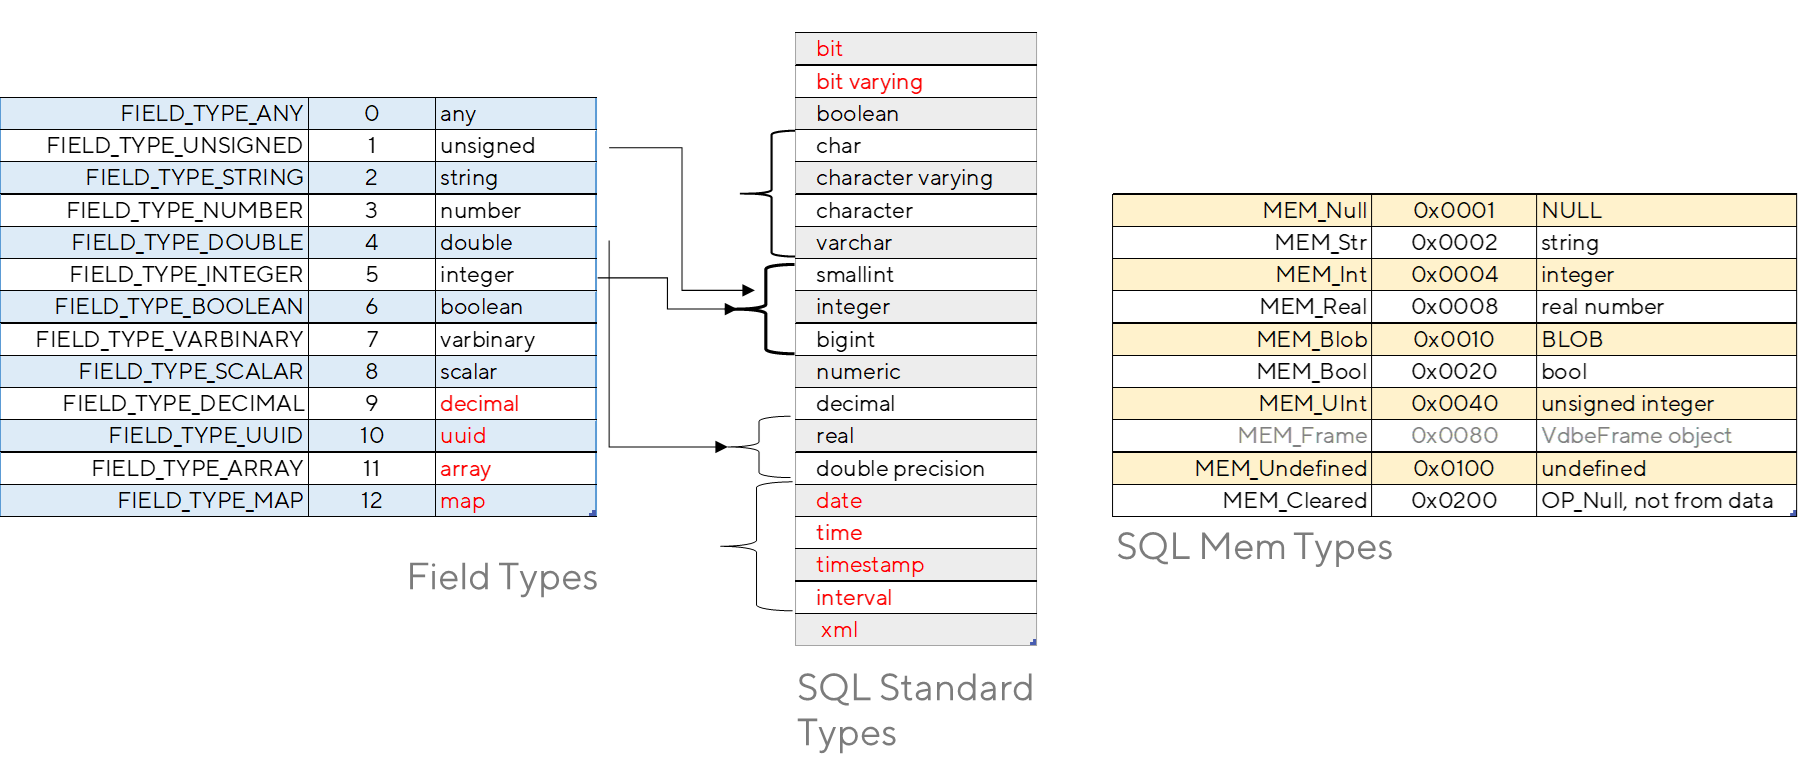 FIELD_TYPE_ANY 0 any
FIELD_TYPE_UNSIGNED 1 unsigned
FIELD_TYPE_STRING 2 string
FIELD_TYPE_NUMBER 3 number
FIELD_TYPE_DOUBLE 4 double
FIELD_TYPE_INTEGER 5 integer
FIELD_TYPE_BOOLEAN 6 boolean
FIELD_TYPE_VARBINARY 7 varbinary
FIELD_TYPE_SCALAR 8 scalar
FIELD_TYPE_DECIMAL 9 decimal
FIELD_TYPE_UUID 10 uuid
FIELD_TYPE_ARRAY 11 array
FIELD_TYPE_MAP 12 map
Field Types
bit
bit varying
boolean
char
character varying
character
varchar
smallint
integer
bigint
numeric
decimal
real
double precision
date
time
timestamp
interval
xml
SQL Standard
Types
MEM_Null 0x0001 NULL
MEM_Str 0x0002 string
MEM_Int 0x0004 integer
MEM_Real 0x0008 real number
MEM_Blob 0x0010 BLOB
MEM_Bool 0x0020 bool
MEM_UInt 0x0040 unsigned integer
MEM_Frame 0x0080 VdbeFrame object
MEM_Undefined 0x0100 undefined
MEM_Cleared 0x0200 OP_Null, not from data
SQL Mem Types